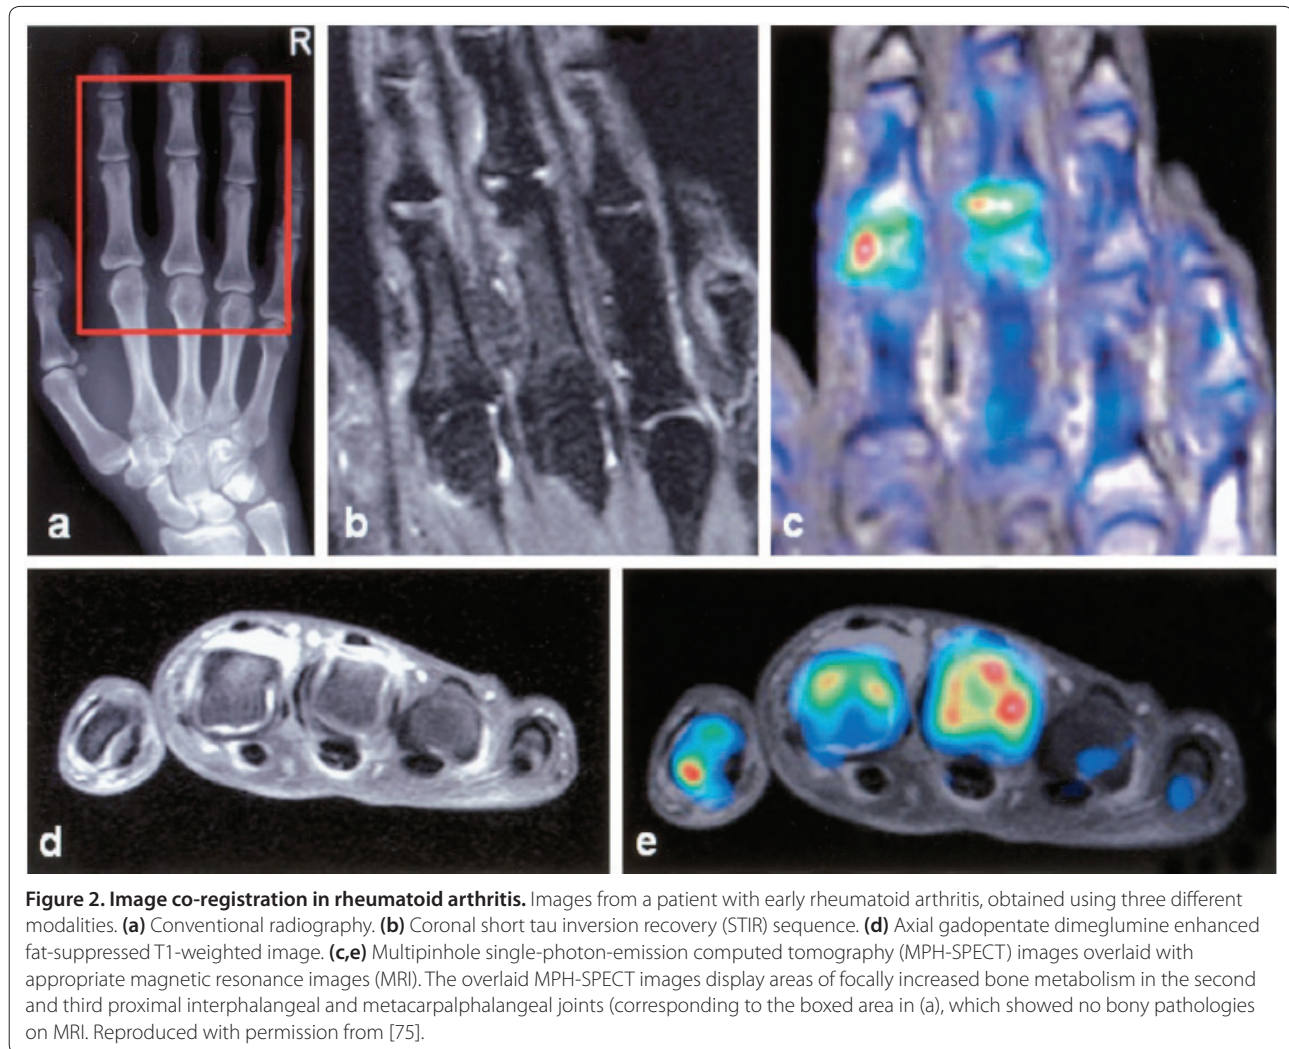 R
a
b
c
d
e
Figure 2. Image co-registration in rheumatoid arthritis. Images from a patient with early rheumatoid arthritis, obtained using three different
modalities. (a) Conventional radiography. (b) Coronal short tau inversion recovery (STIR) sequence. (d) Axial gadopentate dimeglumine enhanced
fat-suppressed T1-weighted image. (c,e) Multipinhole single-photon-emission computed tomography (MPH-SPECT) images overlaid with
appropriate magnetic resonance images (MRI). The overlaid MPH-SPECT images display areas of focally increased bone metabolism in the second
and third proximal interphalangeal and metacarpalphalangeal joints (corresponding to the boxed area in (a), which showed no bony pathologies
on MRI. Reproduced with permission from [75].